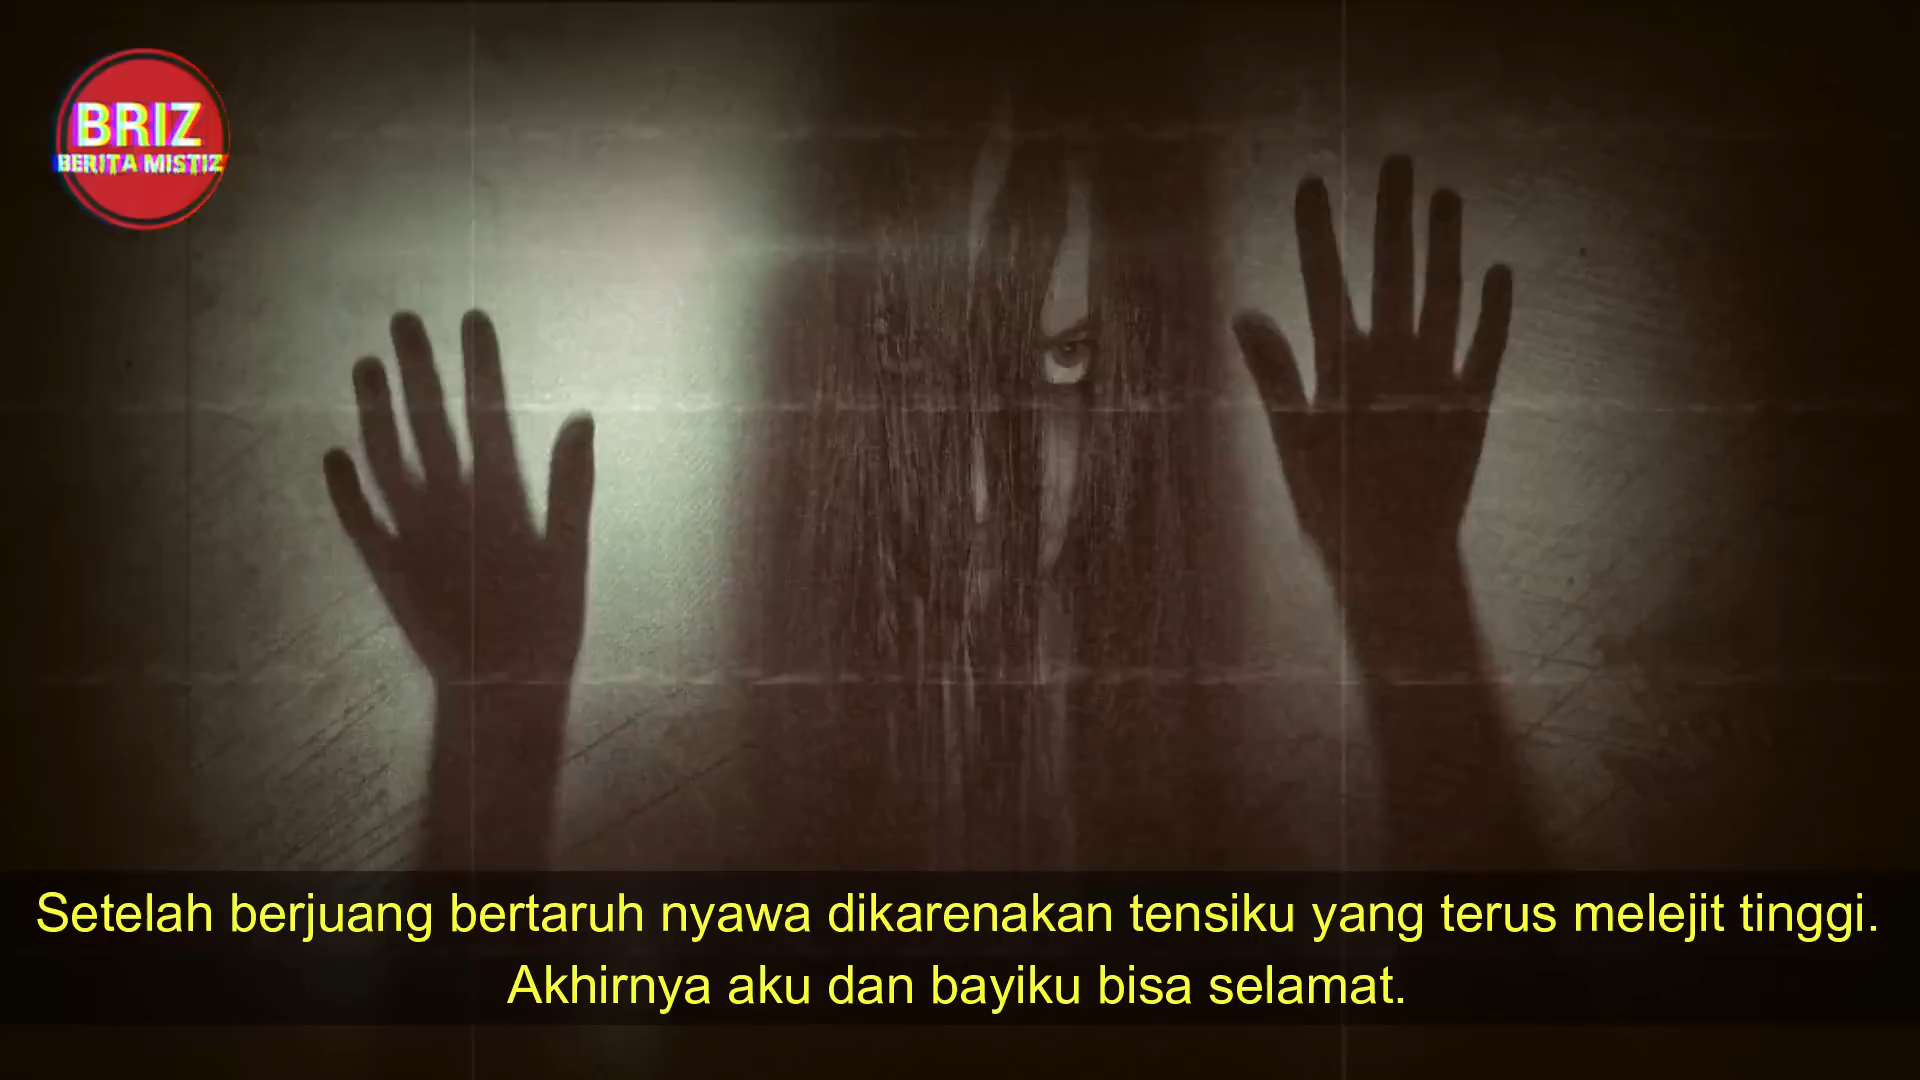 BRIZ
BERITA MISTIZ
Setelah berjuang bertaruh nyawa dikarenakan tensiku yang terus melejit tinggi.
Akhirnya aku dan bayiku bisa selamat.